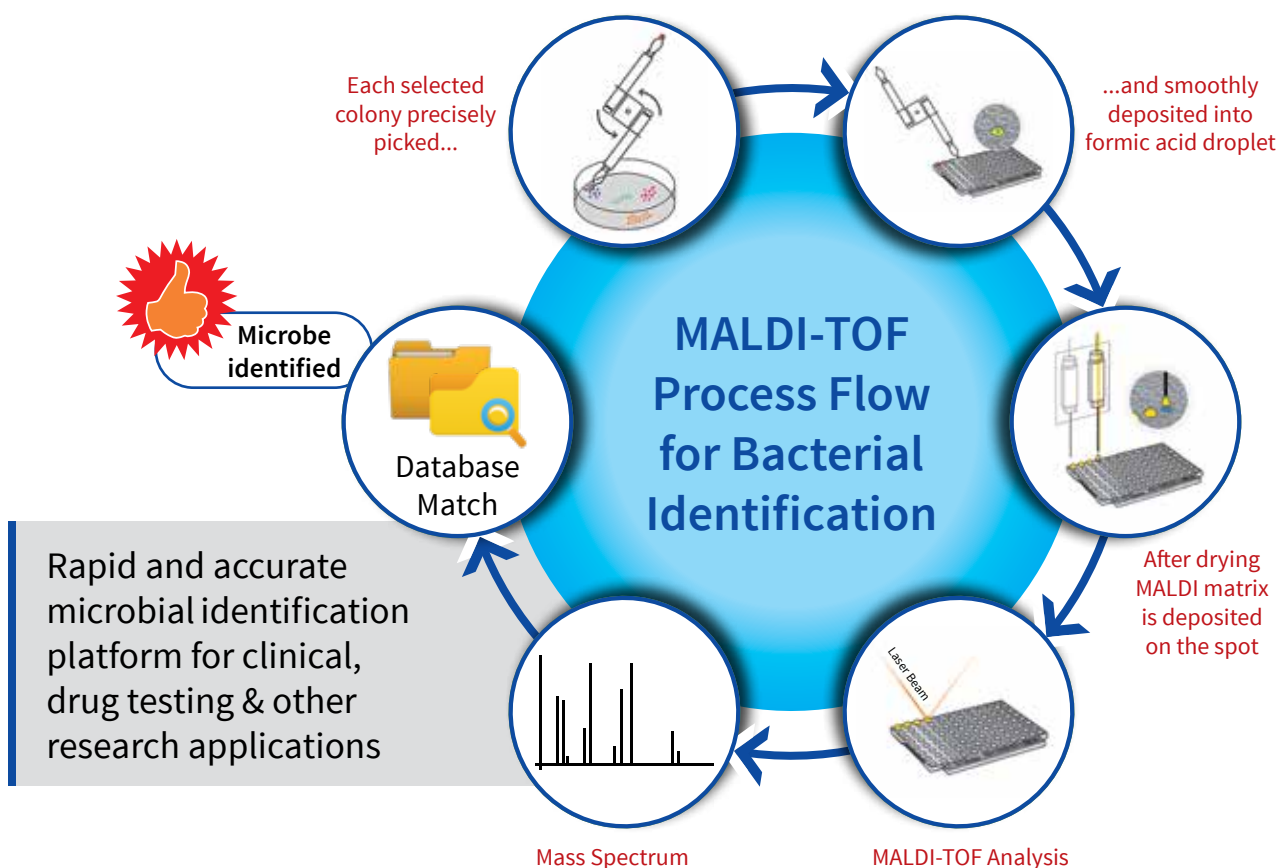 Each selected
colony precisely
picked...
...and smoothly
deposited into
formic acid droplet
MALDI-TOF
Process Flow
for Bacterial
Identification
After drying
MALDI matrix
is deposited
on the spot
Laser Beam
MALDI-TOF Analysis
Mass Spectrum
Database
Match
Microbe
identified
Rapid and accurate
microbial identification
platform for clinical,
drug testing & other
research applications